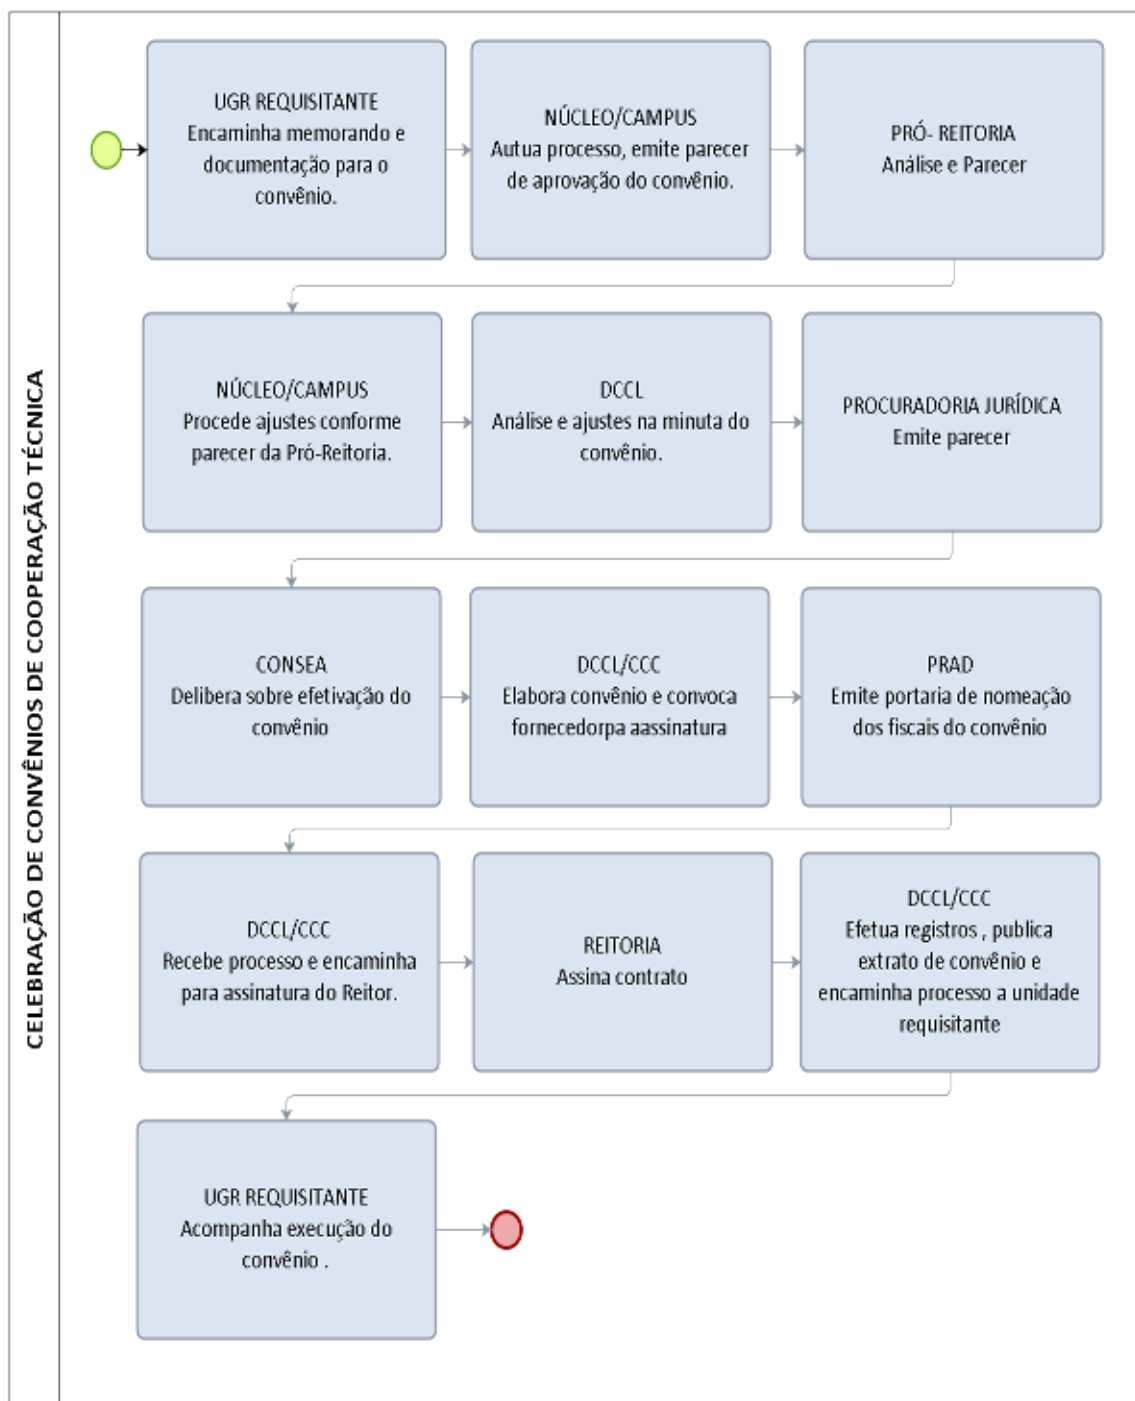 CELEBRAÇÃO DE CONVÊNIOS DE COOPERAÇÃO TÉCNICA
UGR REQUISITANTE
Encaminha memorando e
documentação para o
convênio.
NÚCLEO/CAMPUS
Autua processo, emite parecer
de aprovação do convênio.
PRÓ- REITORIA
Análise e Parecer
NÚCLEO/CAMPUS
Procede ajustes conforme
parecer da Pró-Reitoria.
DCCL
Análise e ajustes na minuta do
convênio.
PROCURADORIA JURÍDICA
Emite parecer
CONSEA
Delibera sobre efetivação do
convênio
DCCL/CCC
Elabora convênio e convoca
fornecedorpa aassinatura
PRAD
Emite portaria de nomeação
dos fiscais do convênio
DCCL/CCC
Recebe processo e encaminha
para assinatura do Reitor.
REITORIA
Assina contrato
DCCL/CCC
Efetua registros , publica
extrato de convênio e
encaminha processo a unidade
requisitante
UGR REQUISITANTE
Acompanha execução do
convênio .